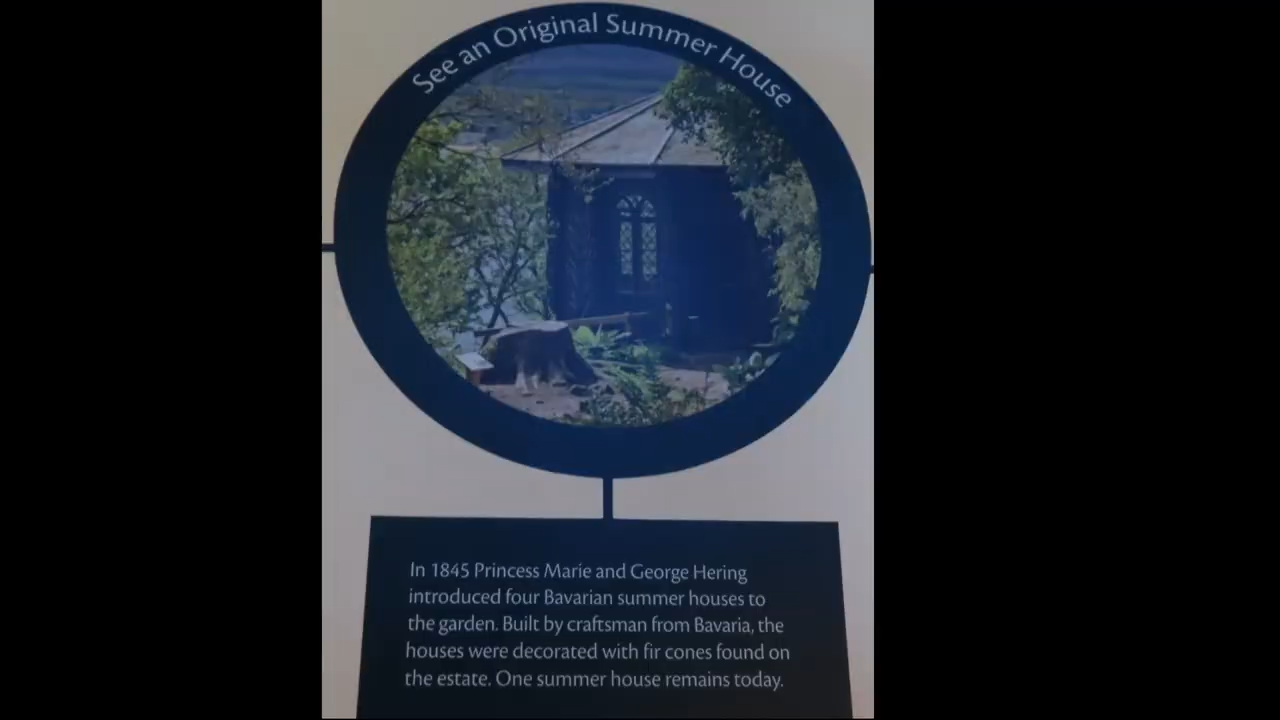 See an Original Summer House
In 1845 Princess Marie and George Hering
introduced four Bavarian summer houses to
the garden. Built by craftsman from Bavaria, the
houses were decorated with fir cones found on
the estate. One summer house remains today.